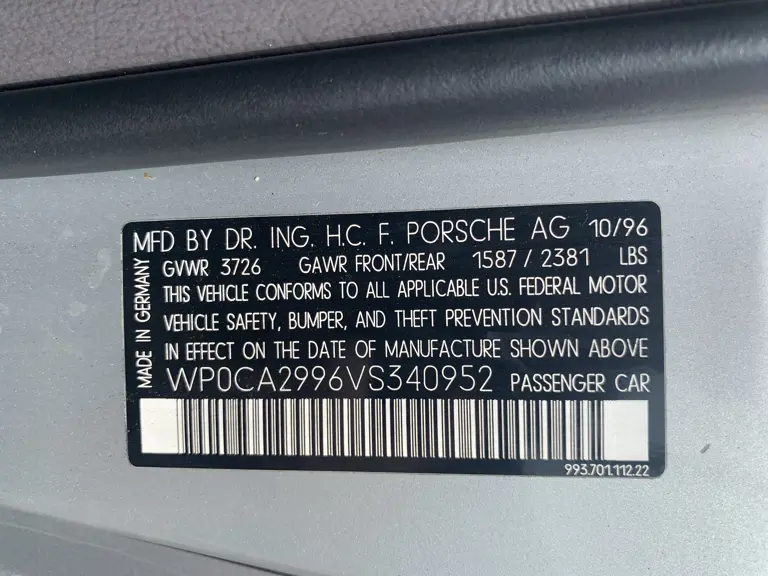 MFD BY DR. ING. H.C. F. PORSCHE AG 10/96
GVWR 3726 GAWR FRONT/REAR 1587 / 2381 LBS
THIS VEHICLE CONFORMS TO ALL APPLICABLE U.S. FEDERAL MOTOR
VEHICLE SAFETY, BUMPER, AND THEFT PREVENTION STANDARDS
IN EFFECT ON THE DATE OF MANUFACTURE SHOWN ABOVE
WP0CA2996VS340952 PASSENGER CAR
993.701.112.22
MADE IN GERMANY